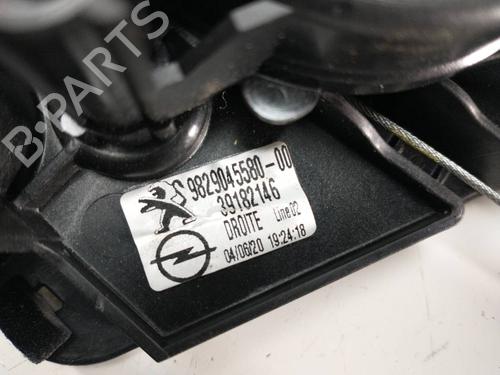 B-PARTS
S 9829045580-00
39182146
DROITE Line 02
04/06/20 19:24:18